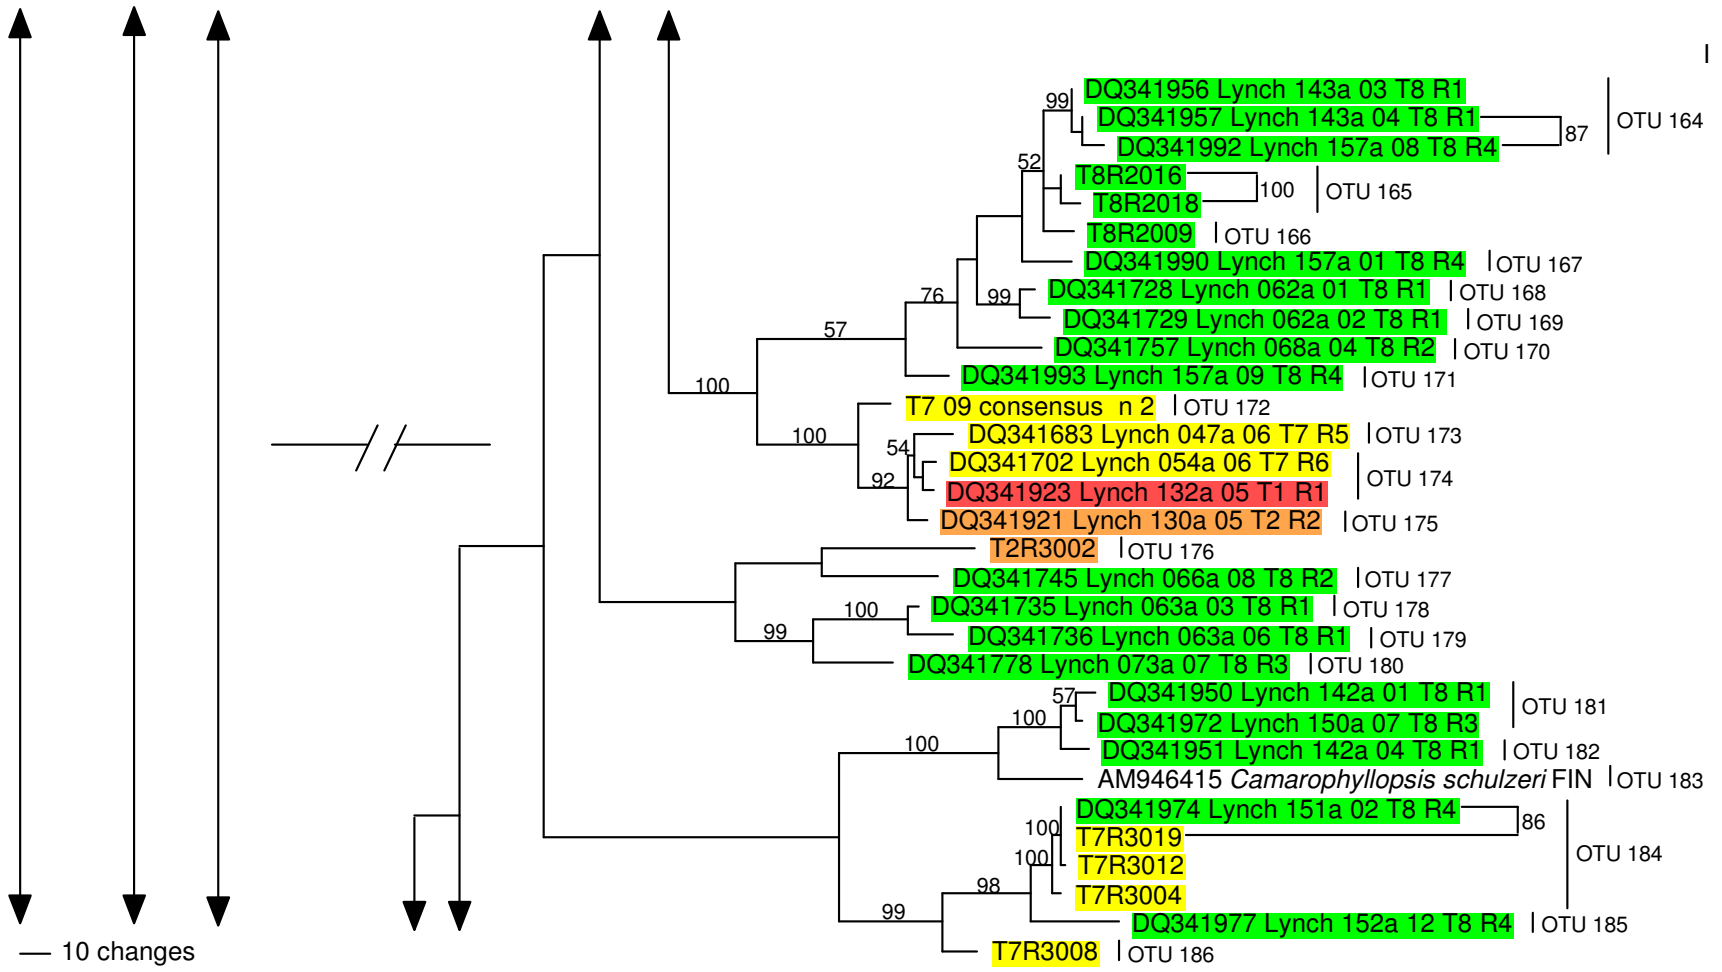 I
DQ341956 Lynch 143a 03 T8 R1
99
DQ341957 Lynch 143a 04 T8 R1
OTU 164
87
DQ341992 Lynch 157a 08 T8 R4
52
T8R2016
100
OTU 165
T8R2018
T8R2009
OTU 166
DQ341990 Lynch 157a 01 T8 R4
OTU 167
DQ341728 Lynch 062a 01 T8 R1
OTU 168
76
99
DQ341729 Lynch 062a 02 T8 R1
OTU 169
57
DQ341757 Lynch 068a 04 T8 R2
OTU 170
DQ341993 Lynch 157a 09 T8 R4
OTU 171
100
T7 09 consensus n 2
OTU 172
100
DQ341683 Lynch 047a 06 T7 R5
OTU 173
54
DQ341702 Lynch 054a 06 T7 R6
OTU 174
92
DQ341923 Lynch 132a 05 T1 R1
DQ341921 Lynch 130a 05 T2 R2
OTU 175
T2R3002
OTU 176
DQ341745 Lynch 066a 08 T8 R2
OTU 177
100
DQ341735 Lynch 063a 03 T8 R1
OTU 178
99
DQ341736 Lynch 063a 06 T8 R1
OTU 179
DQ341778 Lynch 073a 07 T8 R3
OTU 180
57
DQ341950 Lynch 142a 01 T8 R1
OTU 181
100
DQ341972 Lynch 150a 07 T8 R3
100
DQ341951 Lynch 142a 04 T8 R1
OTU 182
AM946415 Camarophyllopsis schulzeri FIN
OTU 183
DQ341974 Lynch 151a 02 T8 R4
86
100
T7R3019
OTU 184
100
T7R3012
98
T7R3004
99
DQ341977 Lynch 152a 12 T8 R4
OTU 185
T7R3008
OTU 186
10 changes